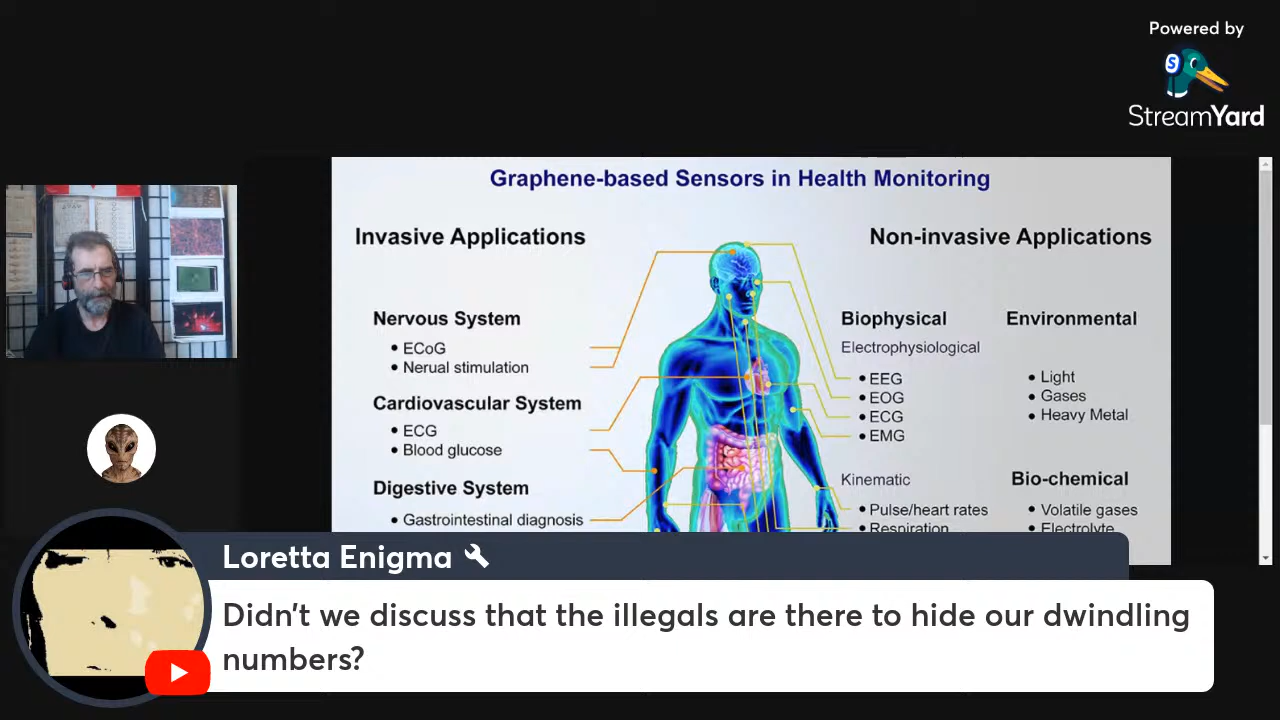 Powered by
StreamYard
Graphene-based Sensors in Health Monitoring
Invasive Applications
Non-invasive Applications
Nervous System
• ECoG
• Nerual stimulation
Cardiovascular System
• ECG
• Blood glucose
Digestive System
• Gastrointestinal diagnosis
Biophysical
Electrophysiological
• EEG
• EOG
• ECG
• EMG
Kinematic
• Pulse/heart rates
• Respiration
Environmental
• Light
• Gases
• Heavy Metal
Bio-chemical
• Volatile gases
• Electrolyte
Loretta Enigma
Didn't we discuss that the illegals are there to hide our dwindling
numbers?